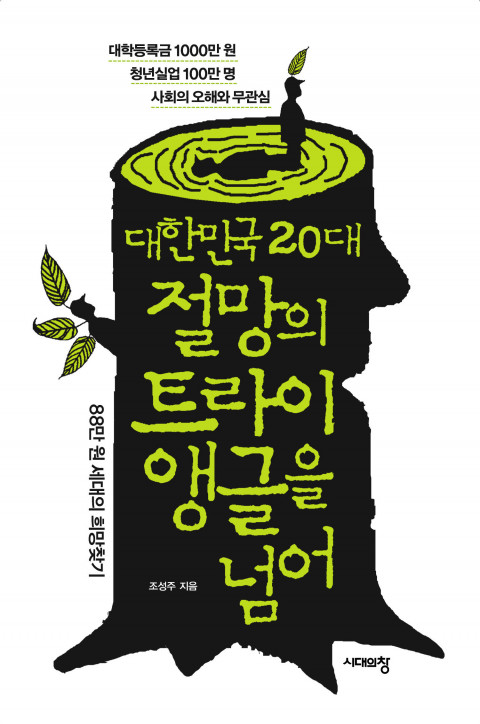 대학등록금 1000만 원
청년실업 100만 명
사회의 오해와 무관심
대한민국 20대
절망의
트라이
앵글을
넘어
88만 원 세대의 희망찾기
조성주 지음
시대의창